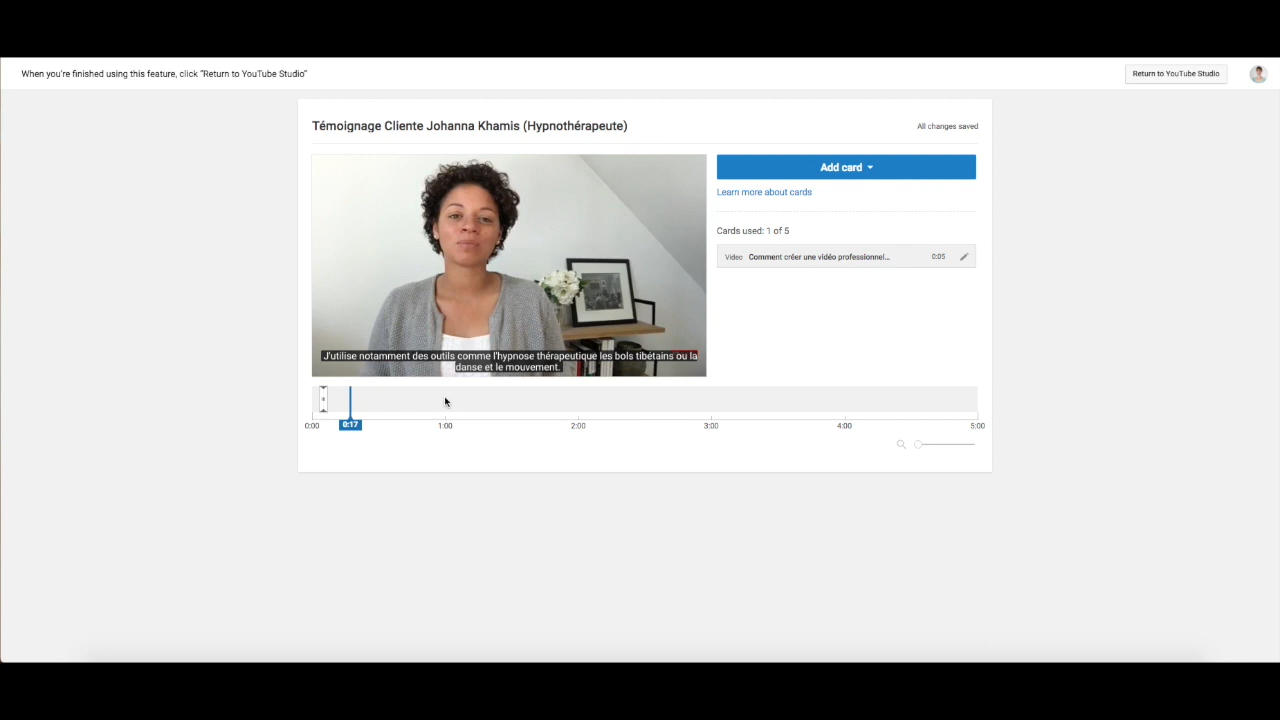 When you're finished using this feature, click "Return to YouTube Studio"
Return to YouTube Studio
Témoignage Cliente Johanna Khamis (Hypnothérapeute)
All changes saved
Add card
Learn more about cards
Cards used: 1 of 5
Video Comment créer une vidéo professionnel... 0:05
J'utilise notamment des outils comme l'hypnose thérapeutique les bols tibétains ou la
danse et le mouvement.
0:00 0:17 1:00 2:00 3:00 4:00 5:00